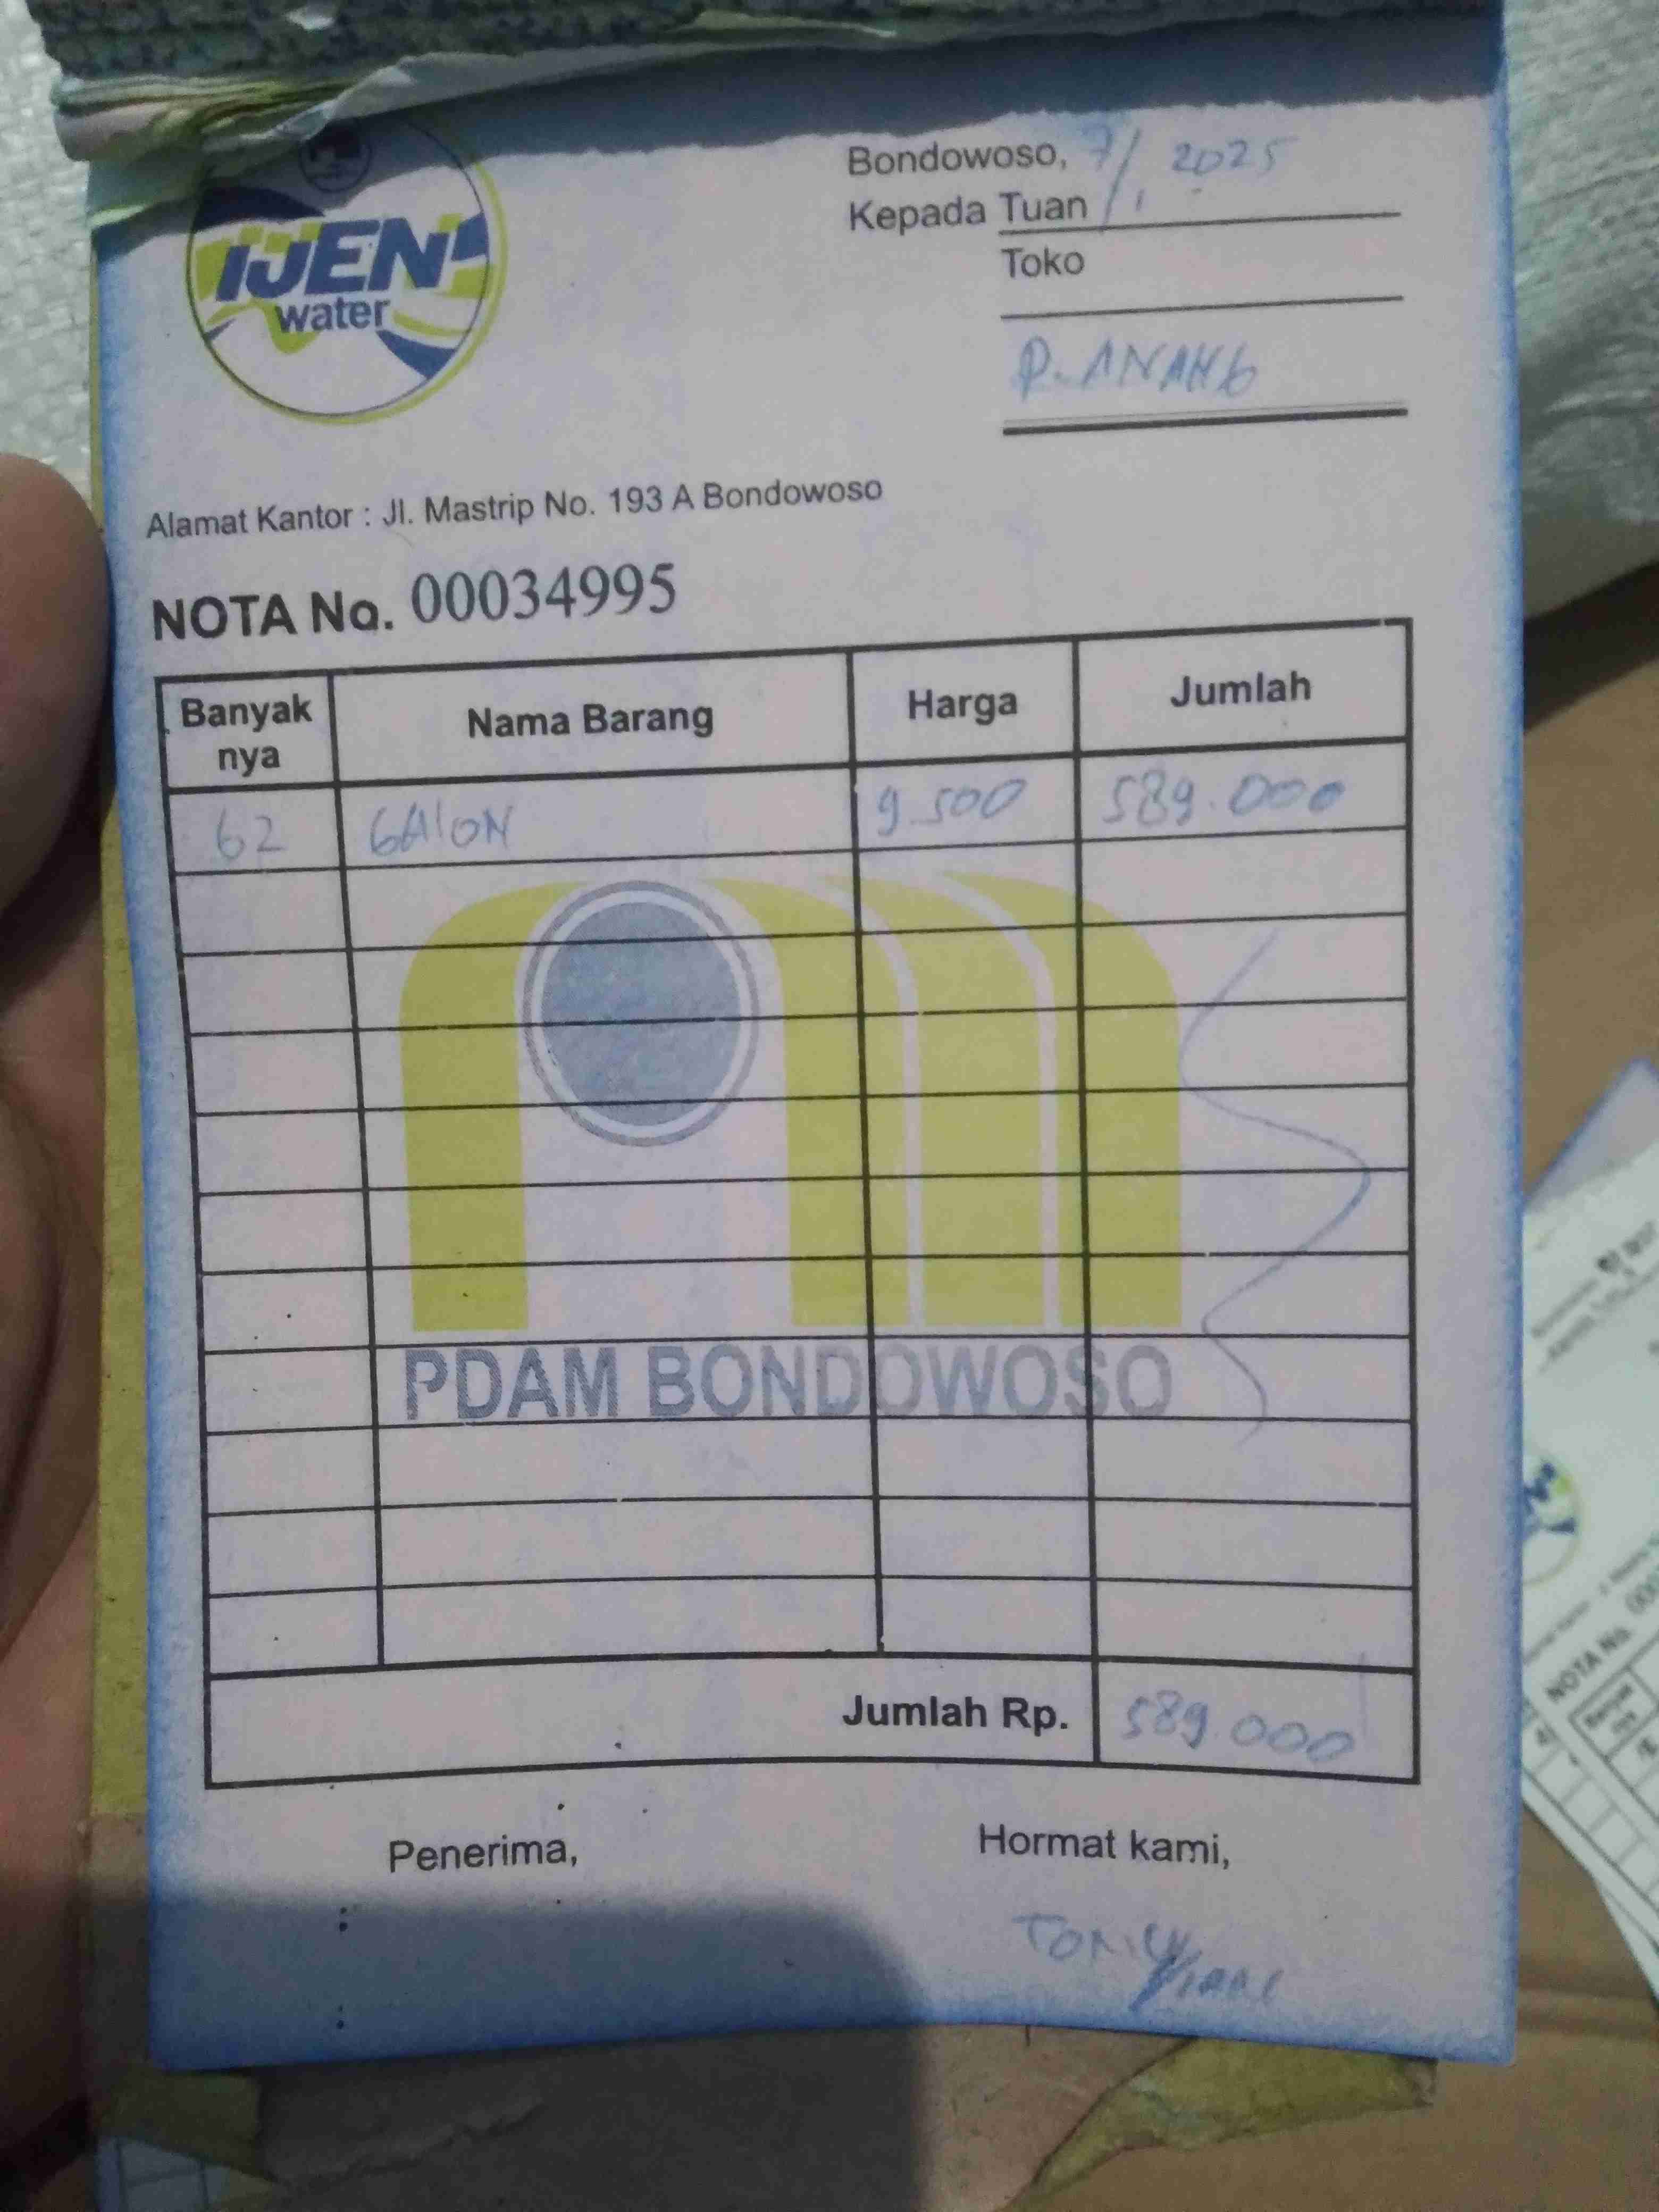 IJEN
water
Bondowoso, 7/1 2025
Kepada Tuan
Toko
P. ANANG
Alamat Kantor : Jl. Mastrip No. 193 A Bondowoso
NOTA No. 00034995
Banyak nya Nama Barang Harga Jumlah
62 GAlON 9.500 589.000
PDAM BONDOWOSO
Jumlah Rp. 589.000
Penerima, Hormat kami,
NOTA No.